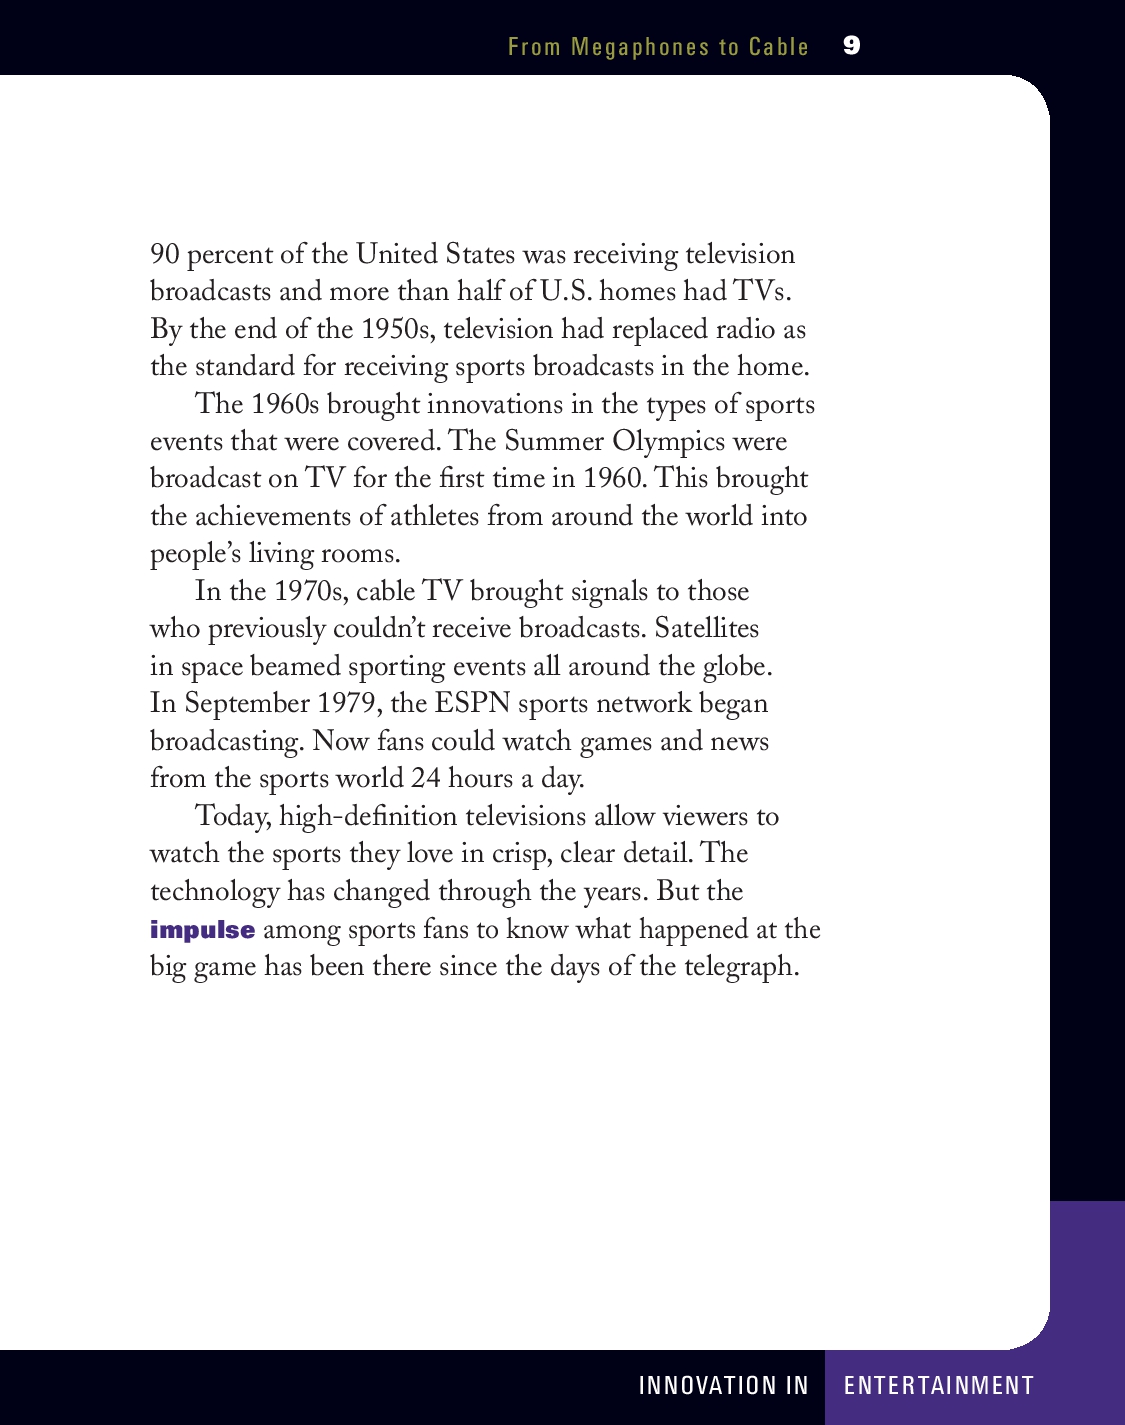 From Megaphones to Cable 9
90 percent of the United States was receiving television
broadcasts and more than half of U.S. homes had TVs.
By the end of the 1950s, television had replaced radio as
the standard for receiving sports broadcasts in the home.
The 1960s brought innovations in the types of sports
events that were covered. The Summer Olympics were
broadcast on TV for the first time in 1960. This brought
the achievements of athletes from around the world into
people’s living rooms.
In the 1970s, cable TV brought signals to those
who previously couldn’t receive broadcasts. Satellites
in space beamed sporting events all around the globe.
In September 1979, the ESPN sports network began
broadcasting. Now fans could watch games and news
from the sports world 24 hours a day.
Today, high-definition televisions allow viewers to
watch the sports they love in crisp, clear detail. The
technology has changed through the years. But the
impulse among sports fans to know what happened at the
big game has been there since the days of the telegraph.
INNOVATION IN ENTERTAINMENT